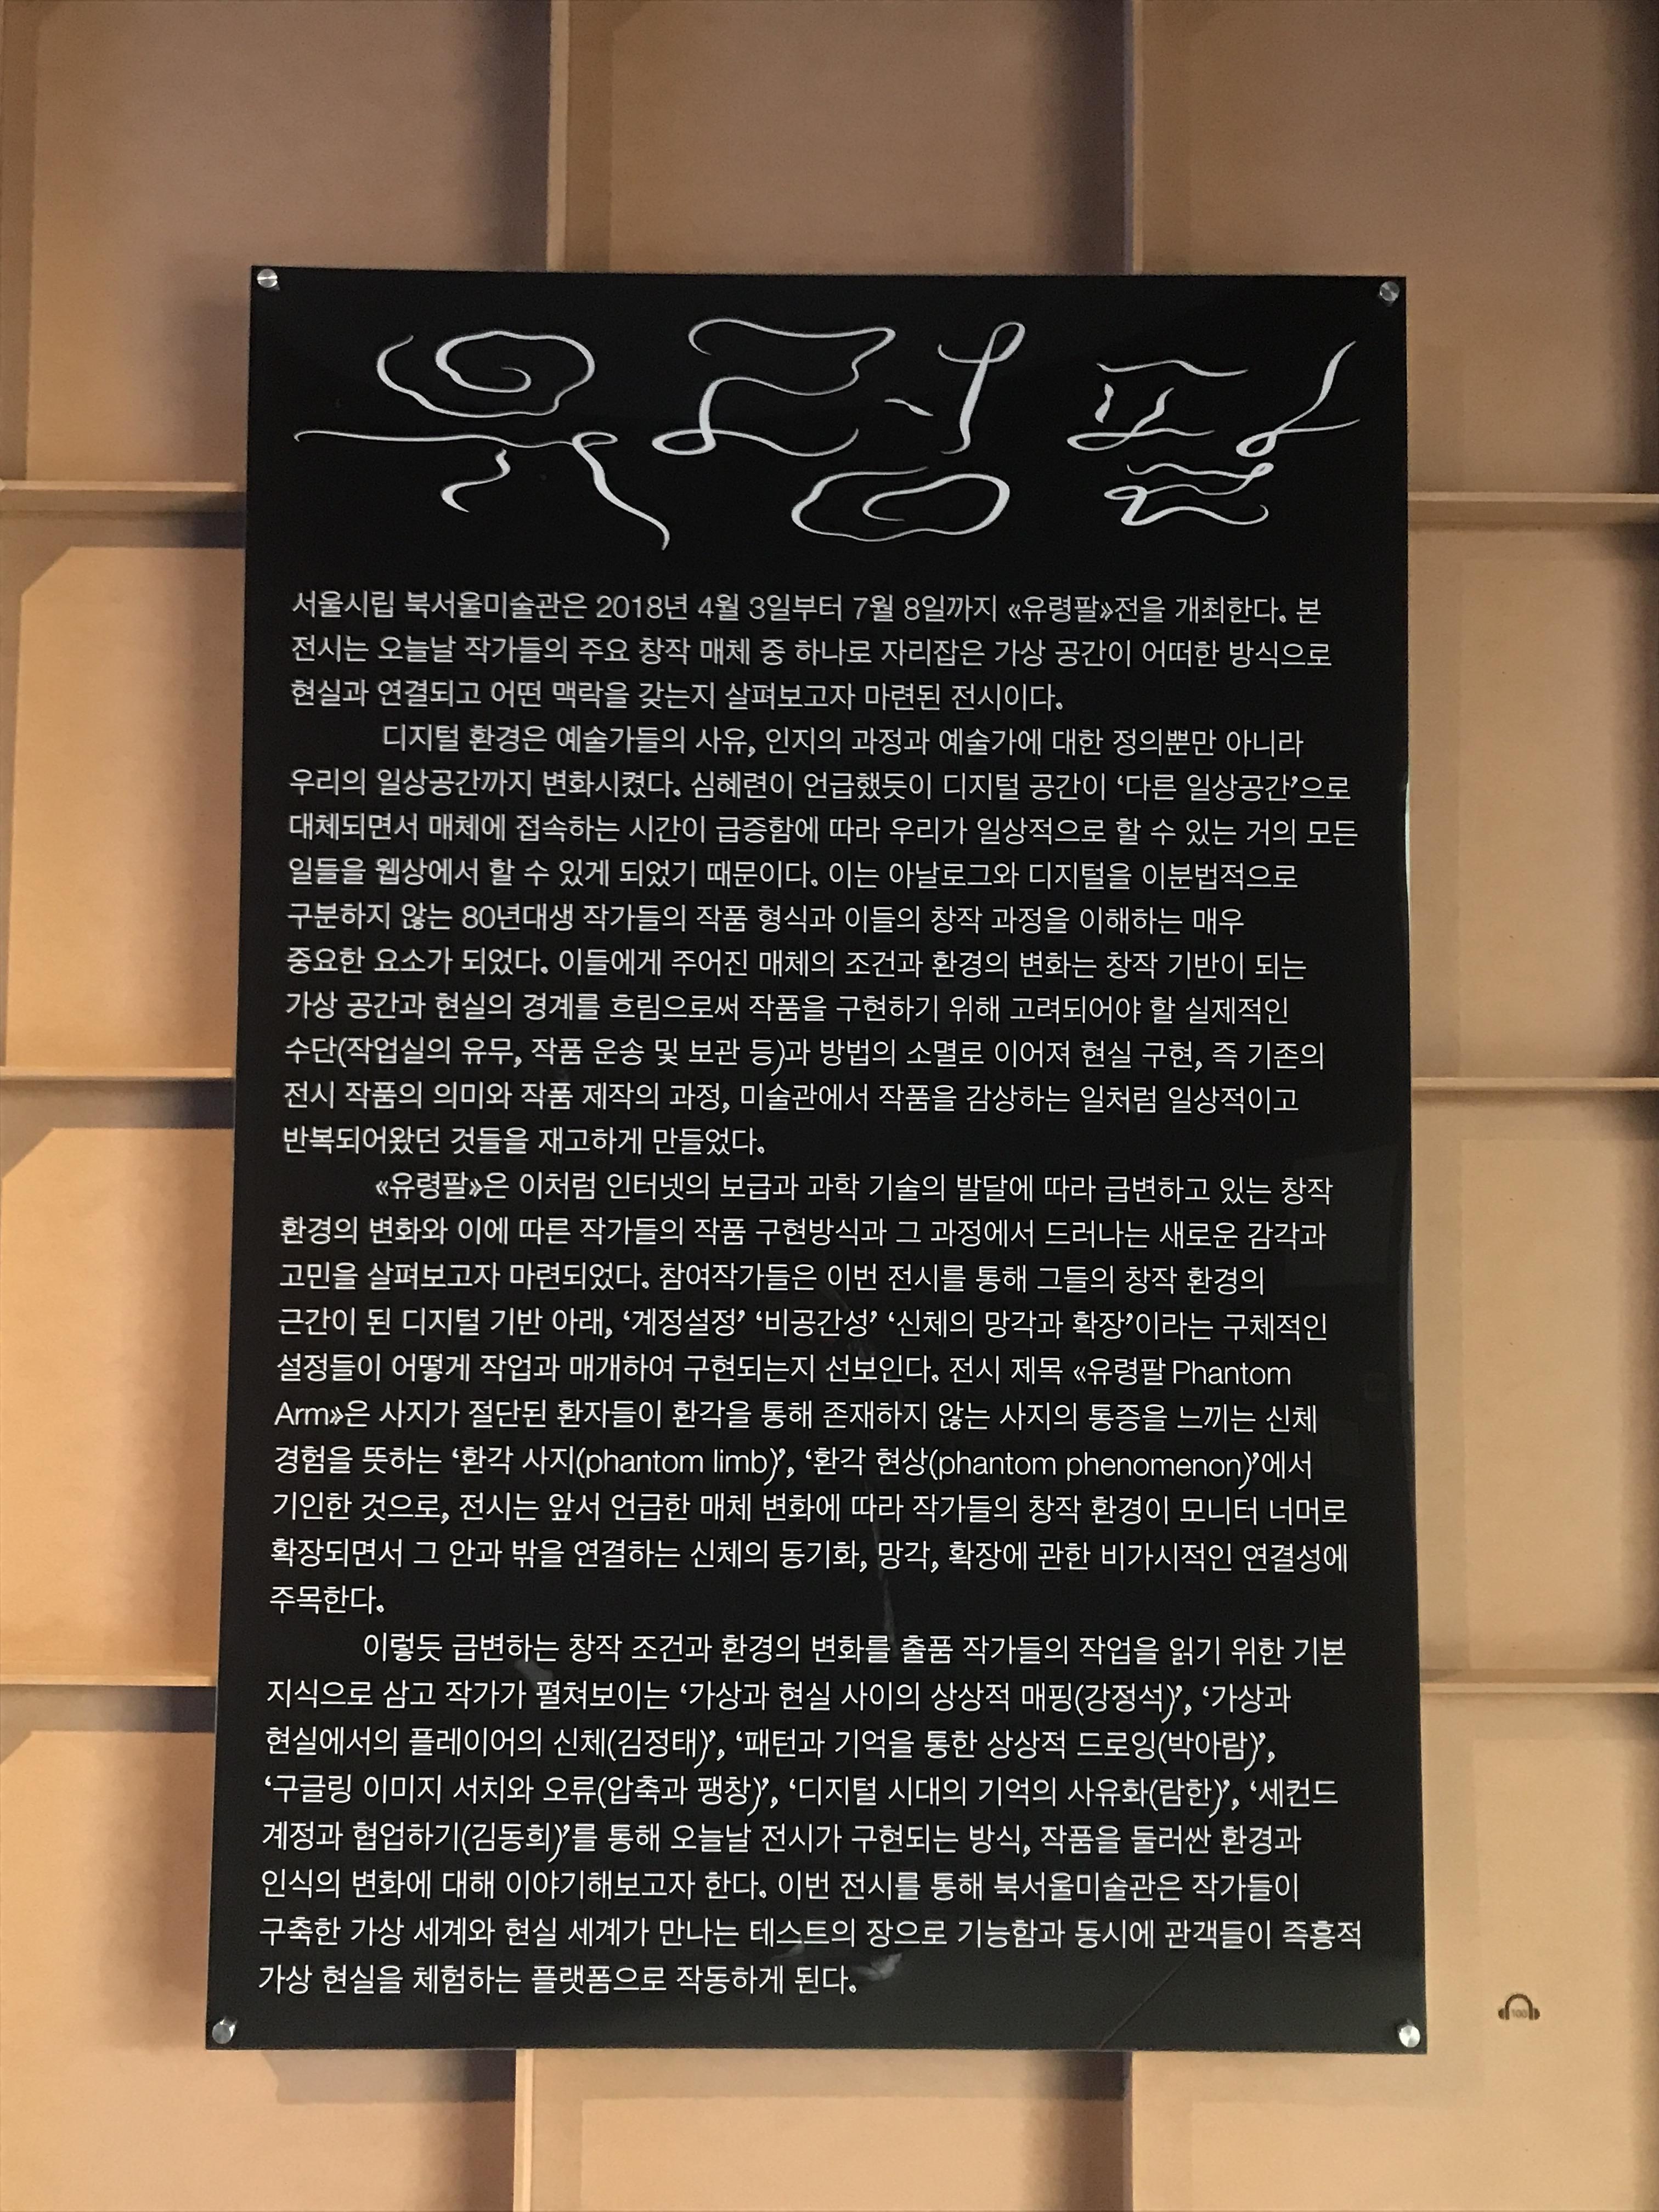 유령팔
서울시립 북서울미술관은 2018년 4월 3일부터 7월 8일까지 《유령팔》전을 개최한다. 본
전시는 오늘날 작가들의 주요 창작 매체 중 하나로 자리잡은 가상 공간이 어떠한 방식으로
현실과 연결되고 어떤 맥락을 갖는지 살펴보고자 마련된 전시이다.
디지털 환경은 예술가들의 사유, 인지의 과정과 예술가에 대한 정의뿐만 아니라
우리의 일상공간까지 변화시켰다. 심혜련이 언급했듯이 디지털 공간이 ‘다른 일상공간’으로
대체되면서 매체에 접속하는 시간이 급증함에 따라 우리가 일상적으로 할 수 있는 거의 모든
일들을 웹상에서 할 수 있게 되었기 때문이다. 이는 아날로그와 디지털을 이분법적으로
구분하지 않는 80년대생 작가들의 작품 형식과 이들의 창작 과정을 이해하는 매우
중요한 요소가 되었다. 이들에게 주어진 매체의 조건과 환경의 변화는 창작 기반이 되는
가상 공간과 현실의 경계를 흐림으로써 작품을 구현하기 위해 고려되어야 할 실제적인
수단(작업실의 유무, 작품 운송 및 보관 등)과 방법의 소멸로 이어져 현실 구현, 즉 기존의
전시 작품의 의미와 작품 제작의 과정, 미술관에서 작품을 감상하는 일처럼 일상적이고
반복되어왔던 것들을 재고하게 만들었다.
《유령팔》은 이처럼 인터넷의 보급과 과학 기술의 발달에 따라 급변하고 있는 창작
환경의 변화와 이에 따른 작가들의 작품 구현방식과 그 과정에서 드러나는 새로운 감각과
고민을 살펴보고자 마련되었다. 참여작가들은 이번 전시를 통해 그들의 창작 환경의
근간이 된 디지털 기반 아래, ‘계정설정’ ‘비공간성’ ‘신체의 망각과 확장’이라는 구체적인
설정들이 어떻게 작업과 매개하여 구현되는지 선보인다. 전시 제목 《유령팔 Phantom
Arm》은 사지가 절단된 환자들이 환각을 통해 존재하지 않는 사지의 통증을 느끼는 신체
경험을 뜻하는 ‘환각 사지(phantom limb)’, ‘환각 현상(phantom phenomenon)’에서
기인한 것으로, 전시는 앞서 언급한 매체 변화에 따라 작가들의 창작 환경이 모니터 너머로
확장되면서 그 안과 밖을 연결하는 신체의 동기화, 망각, 확장에 관한 비가시적인 연결성에
주목한다.
이렇듯 급변하는 창작 조건과 환경의 변화를 출품 작가들의 작업을 읽기 위한 기본
지식으로 삼고 작가가 펼쳐보이는 ‘가상과 현실 사이의 상상적 매핑(강정석)’, ‘가상과
현실에서의 플레이어의 신체(김정태)’, ‘패턴과 기억을 통한 상상적 드로잉(박아람)’,
‘구글링 이미지 서치와 오류(압축과 팽창)’, ‘디지털 시대의 기억의 사유화(람한)’, ‘세컨드
계정과 협업하기(김동희)’를 통해 오늘날 전시가 구현되는 방식, 작품을 둘러싼 환경과
인식의 변화에 대해 이야기해보고자 한다. 이번 전시를 통해 북서울미술관은 작가들이
구축한 가상 세계와 현실 세계가 만나는 테스트의 장으로 기능함과 동시에 관객들이 즉흥적
가상 현실을 체험하는 플랫폼으로 작동하게 된다.